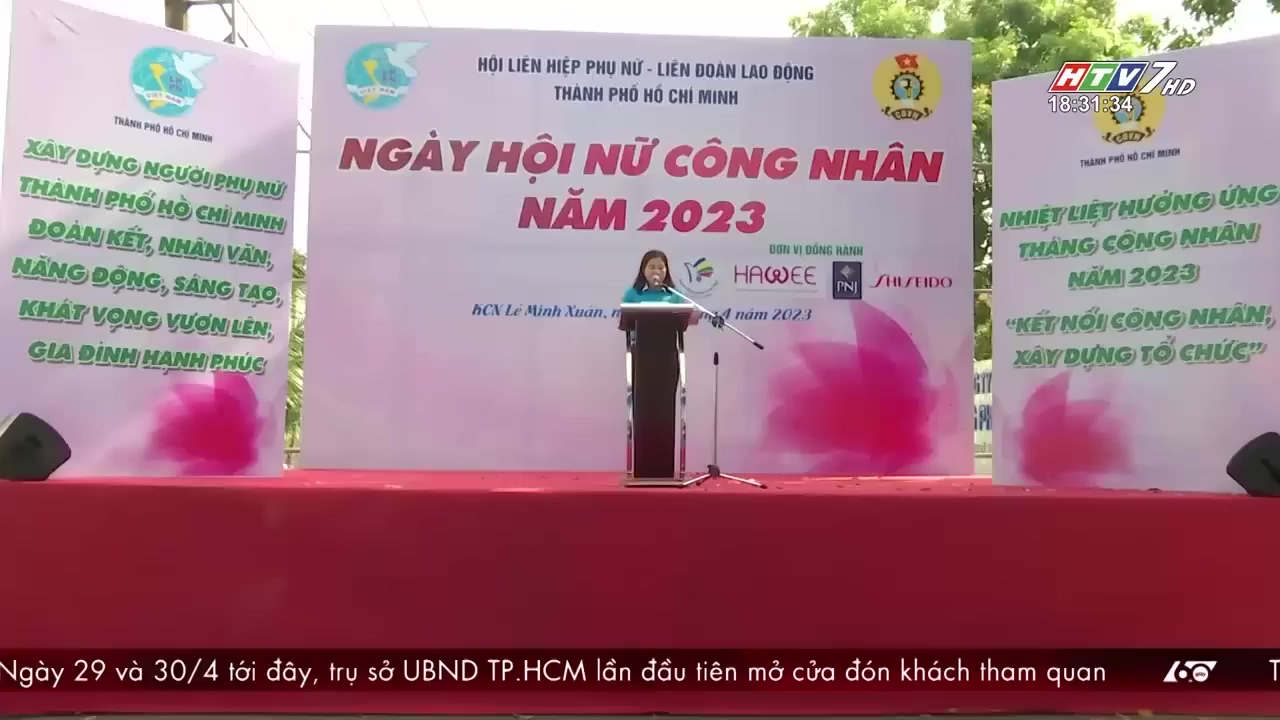 HTV7 HD
18:31:34
VIỆT NAM
THÀNH PHỐ HỒ CHÍ MINH
XÂY DỰNG NGƯỜI PHỤ NỮ
THÀNH PHỐ HỒ CHÍ MINH
ĐOÀN KẾT, NHÂN VĂN,
NĂNG ĐỘNG, SÁNG TẠO,
KHÁT VỌNG VƯƠN LÊN,
GIA ĐÌNH HẠNH PHÚC
VIỆT NAM
HỘI LIÊN HIỆP PHỤ NỮ - LIÊN ĐOÀN LAO ĐỘNG
THÀNH PHỐ HỒ CHÍ MINH
NGÀY HỘI NỮ CÔNG NHÂN
NĂM 2023
ĐƠN VỊ ĐỒNG HÀNH
HAWEE PNJ SHISEIDO
KCN Lê Minh Xuân, 4 năm 2023
THÀNH PHỐ HỒ CHÍ MINH
NHIỆT LIỆT HƯỞNG ỨNG
THÁNG CÔNG NHÂN
NĂM 2023
"KẾT NỐI CÔNG NHÂN,
XÂY DỰNG TỔ CHỨC"
Ngày 29 và 30/4 tới đây, trụ sở UBND TP.HCM lần đầu tiên mở cửa đón khách tham quan